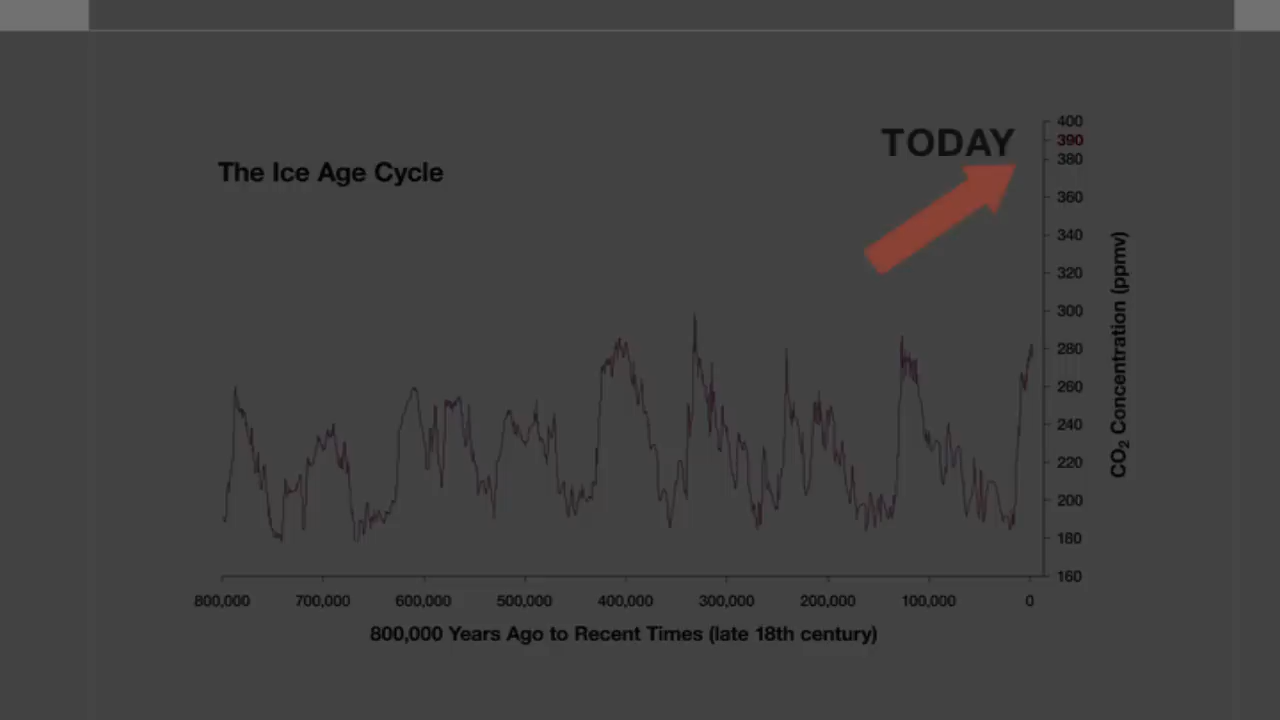 The Ice Age Cycle
TODAY
400
390
380
360
340
320
300
280
260
240
220
200
180
160
CO₂ Concentration (ppmv)
800,000 700,000 600,000 500,000 400,000 300,000 200,000 100,000 0
800,000 Years Ago to Recent Times (late 18th century)